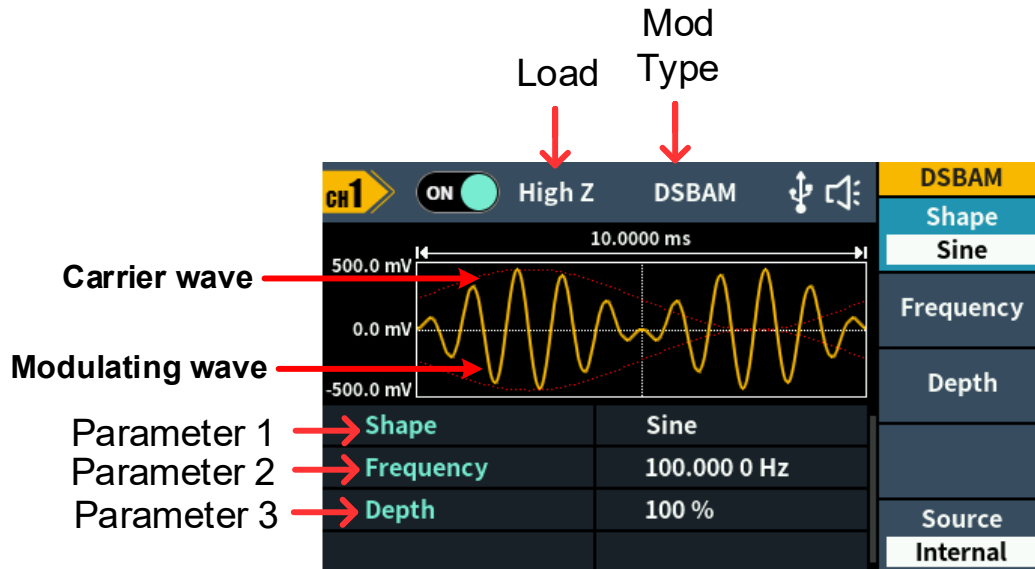 Mod
Type
Load
CH1
ON
High Z
DSBAM
DSBAM
Shape
Sine
Frequency
Depth
Source
Internal
10.0000 ms
500.0 mV
0.0 mV
-500.0 mV
Carrier wave
Modulating wave
Parameter 1
Shape
Sine
Parameter 2
Frequency
100.000 0 Hz
Parameter 3
Depth
100 %